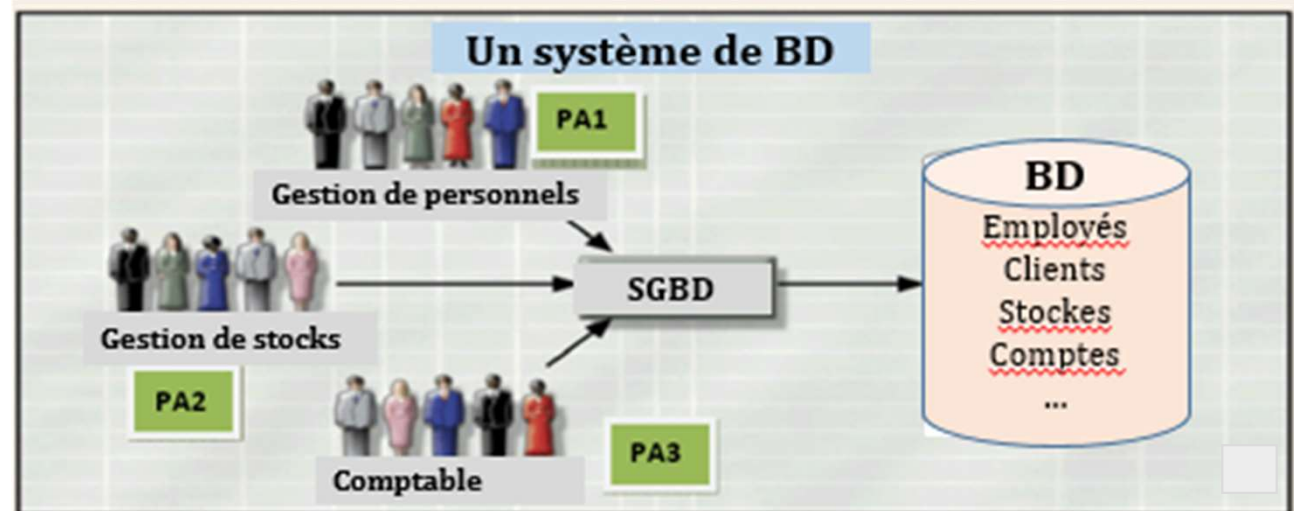 Un système de BD
PA1
Gestion de personnels
BD
Employés
Clients
Stockes
Comptes
...
SGBD
Gestion de stocks
PA2
Comptable
PA3